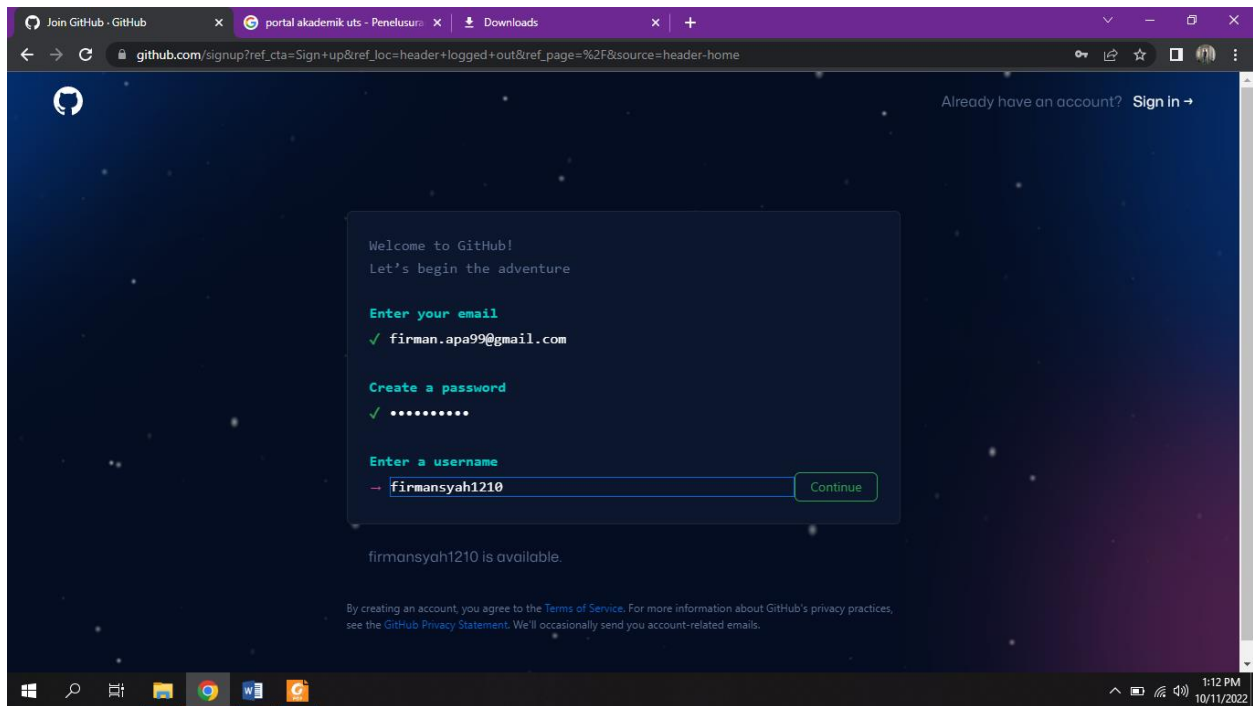 Join GitHub · GitHub
portal akademik uts - Penelusura
Downloads
github.com/signup?ref_cta=Sign+up&ref_loc=header+logged+out&ref_page=%2F&source=header-home
Already have an account? Sign in →
Welcome to GitHub!
Let's begin the adventure
Enter your email
✓ firman.apa99@gmail.com
Create a password
✓ ••••••••••
Enter a username
→ firmansyah1210 Continue
firmansyah1210 is available.
By creating an account, you agree to the Terms of Service. For more information about GitHub's privacy practices,
see the GitHub Privacy Statement. We'll occasionally send you account-related emails.
1:12 PM
10/11/2022